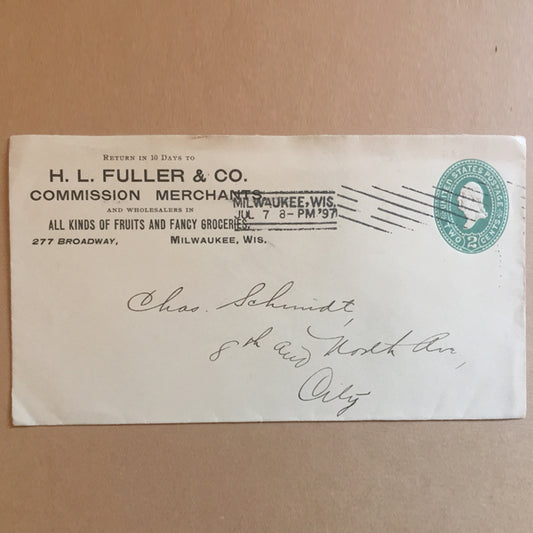 RETURN IN 10 DAYS TO
H. L. FULLER & CO.
COMMISSION MERCHANTS
AND WHOLESALERS IN
ALL KINDS OF FRUITS AND FANCY GROCERIES.
277 BROADWAY, MILWAUKEE, WIS.
MILWAUKEE, WIS.
JUL 7 8-PM '97
UNITED STATES POSTAGE
TWO 2 CENTS
Chas. Schmidt,
8th and North Ave,
City